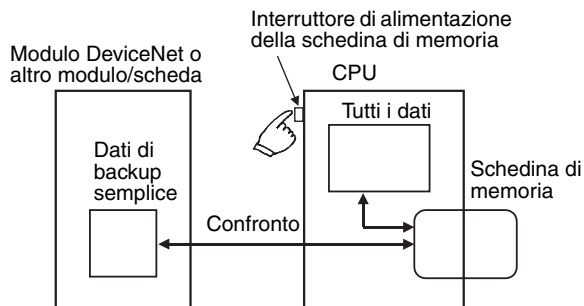 Interruttore di alimentazione
della schedina di memoria
Modulo DeviceNet o
altro modulo/scheda
CPU
Tutti i dati
Dati di
backup
semplice
Schedina di
memoria
Confronto